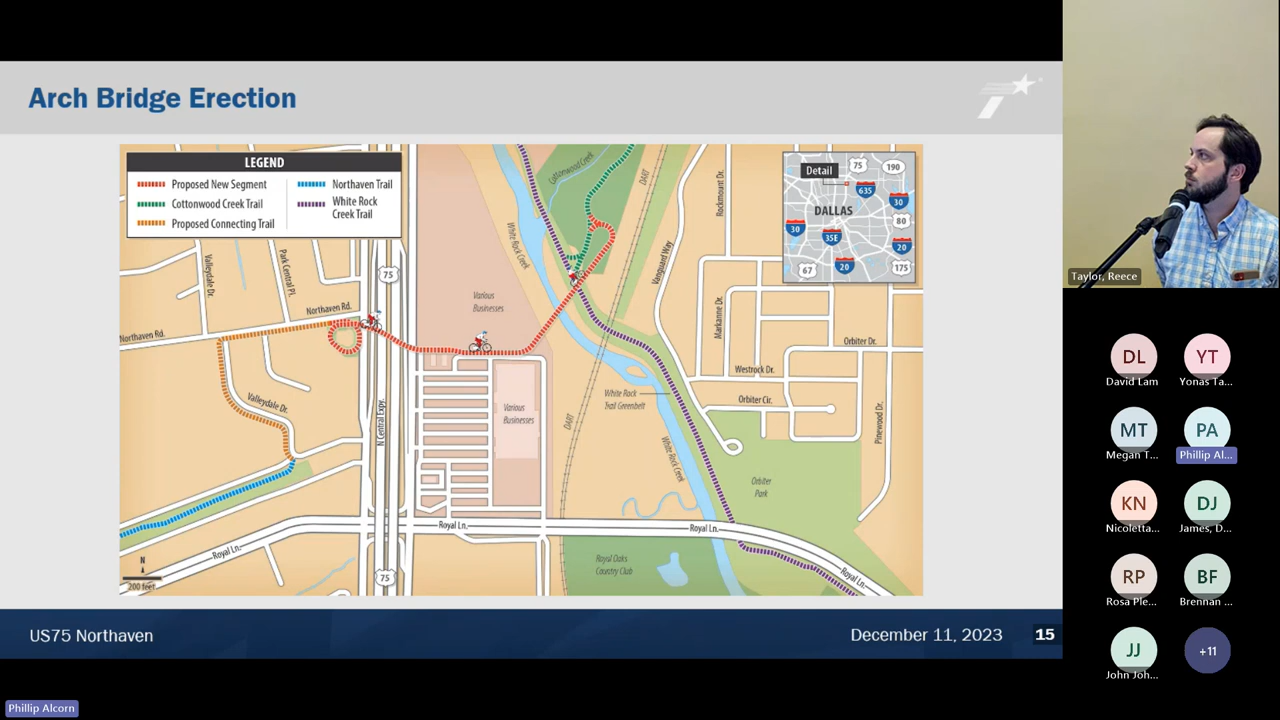 Arch Bridge Erection
LEGEND
Proposed New Segment
Cottonwood Creek Trail
Proposed Connecting Trail
Northaven Trail
White Rock
Creek Trail
Detail
75
190
635
30
DALLAS
80
30
35E
20
20
67
175
Cottonwood Creek
DART
Rockmount Dr.
White Rock Creek
Vanguard Way
Valleydale Dr.
Park Central Pl.
75
Various
Businesses
Northaven Rd.
Northaven Rd.
Markanne Dr.
Orbiter Dr.
Westrock Dr.
Orbiter Cir.
White Rock
Trail Greenbelt
Valleydale Dr.
N Central Expy.
Various
Businesses
DART
White Rock Creek
Pinewood Dr.
Orbiter
Park
Royal Ln.
Royal Ln.
Royal Ln.
Royal Ln.
Royal Oaks
Country Club
N
200 feet
75
US75 Northaven
December 11, 2023
15
Phillip Alcorn
Taylor, Reece
DL
YT
David Lam
Yonas Ta...
MT
PA
Megan T...
Phillip Al...
KN
DJ
Nicoletta...
James, D...
RP
BF
Rosa Ple...
Brennan ...
JJ
+11
John Joh...